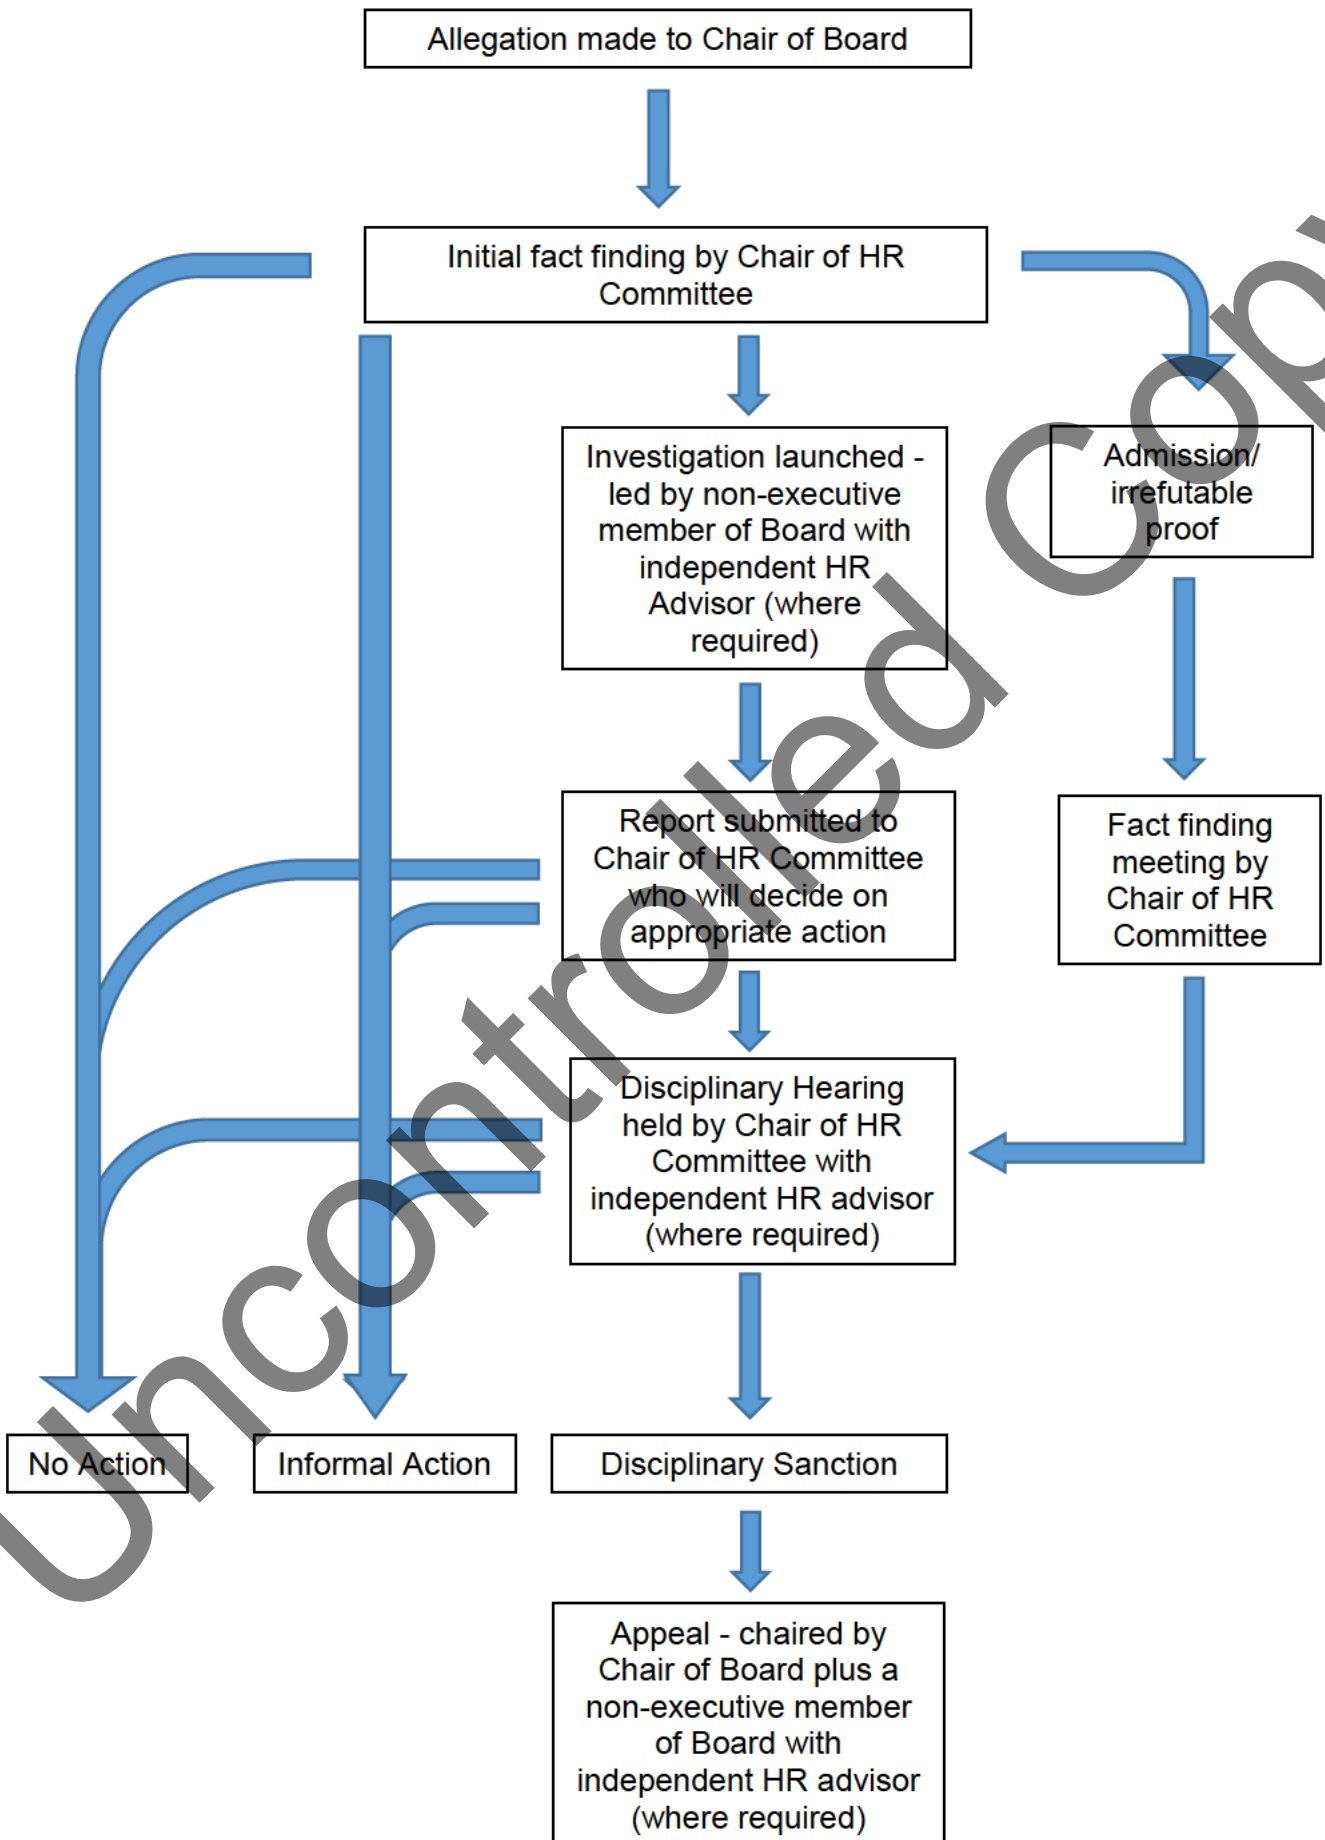 Allegation made to Chair of Board
Initial fact finding by Chair of HR
Committee
Investigation launched -
led by non-executive
member of Board with
independent HR
Advisor (where
required)
Admission/
irrefutable
proof
Report submitted to
Chair of HR Committee
who will decide on
appropriate action
Fact finding
meeting by
Chair of HR
Committee
Disciplinary Hearing
held by Chair of HR
Committee with
independent HR advisor
(where required)
No Action
Informal Action
Disciplinary Sanction
Appeal - chaired by
Chair of Board plus a
non-executive member
of Board with
independent HR advisor
(where required)
Uncontrolled Copy